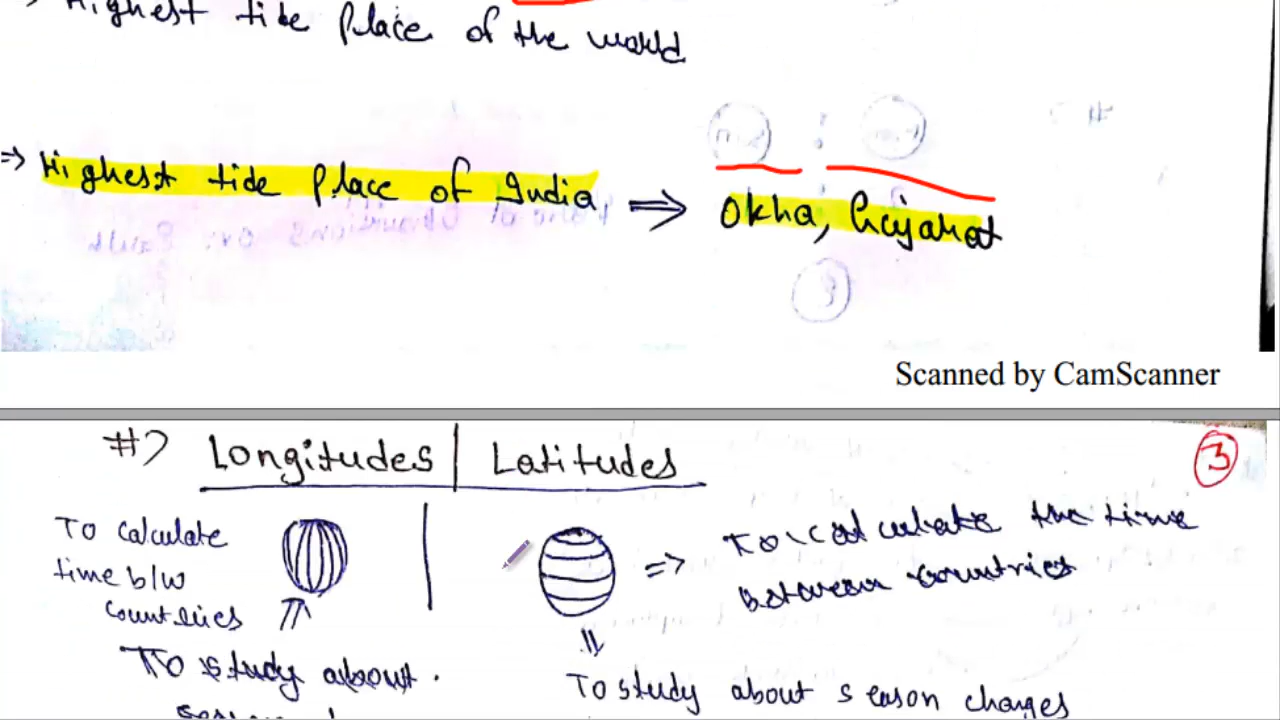 Highest tide place of the world
=> Highest tide place of India => Okha, Gujarat
Scanned by CamScanner
#7 Longitudes | Latitudes
3
To calculate
time b/w
countries
=> To calculate the time
between countries
To study about
To study about season changes